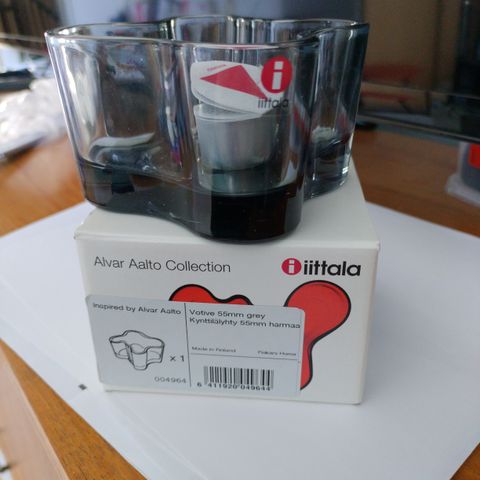 iittala
Alvar Aalto Collection
iittala
Inspired by Alvar Aalto
x 1
004964
Votive 55mm grey
Kynttilälyhty 55mm harmaa
Made in Finland
6 411920 049644